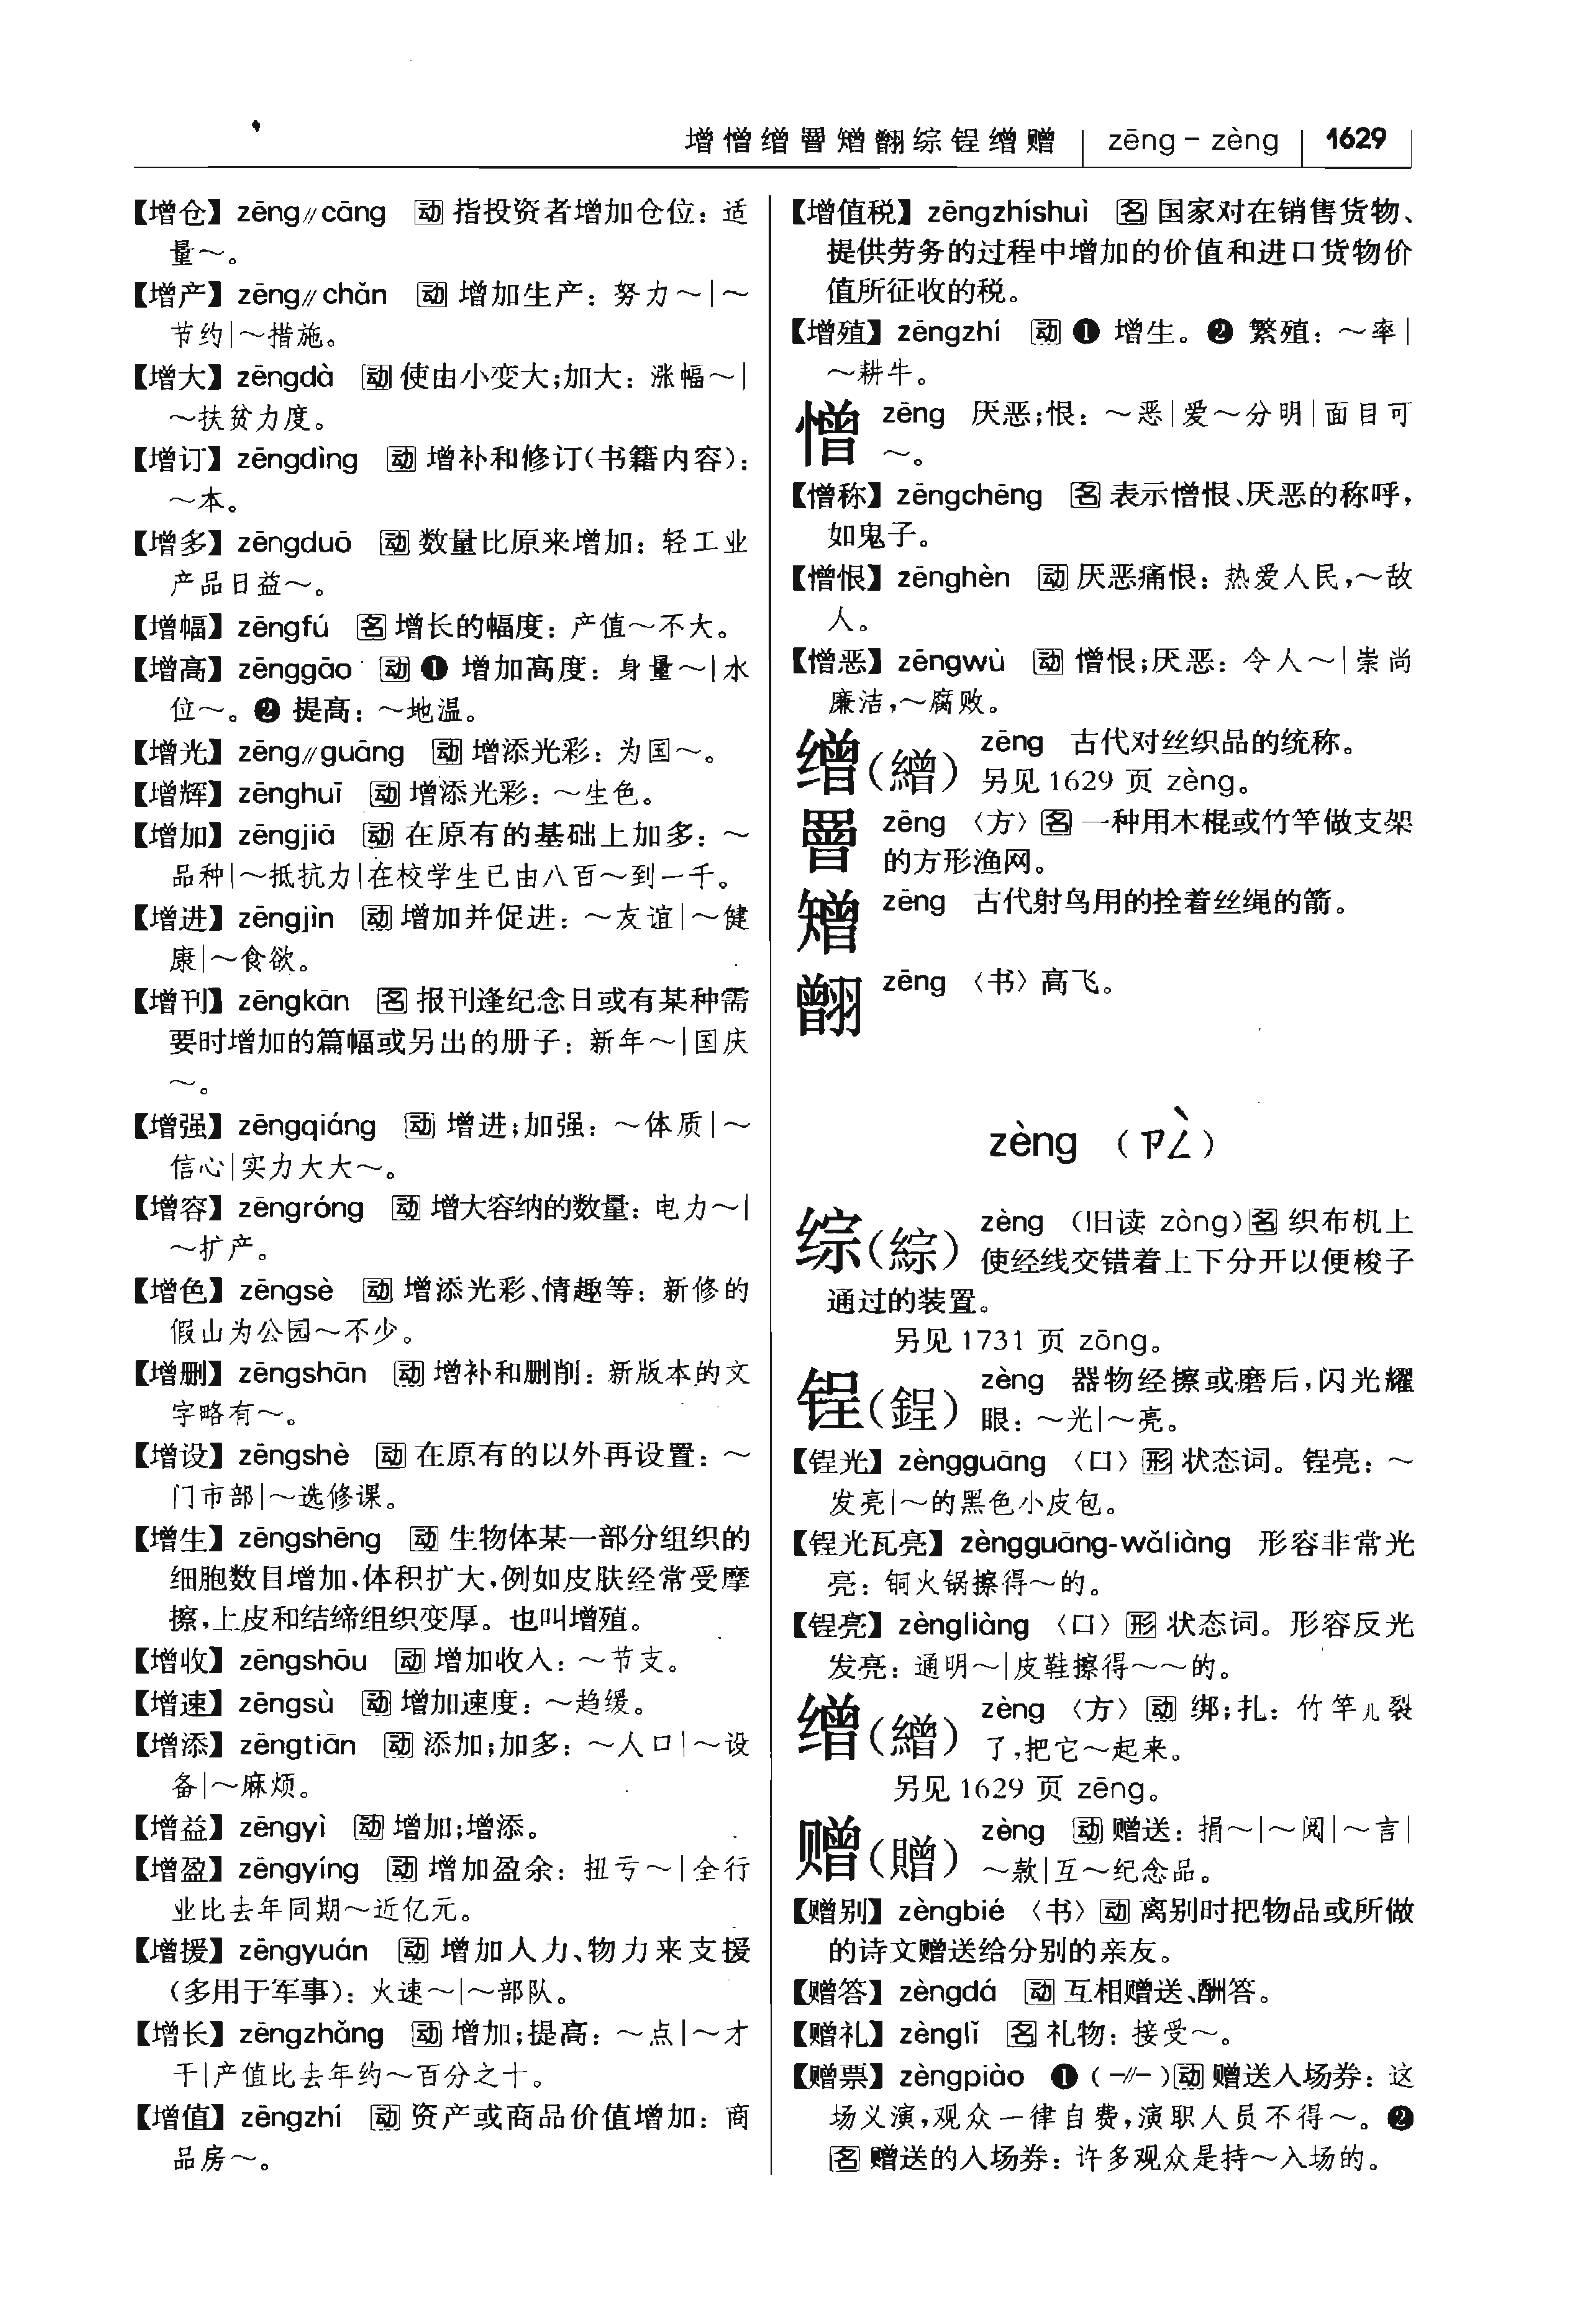 增憎缯罾矰翻综锃缯赠 zēng – zèng 1629
【增仓】 zēng∥cāng 动 指投资者增加仓位：适
量～。
【增产】 zēng∥chǎn 动 增加生产：努力～|～
节约|～措施。
【增大】 zēngdà 动 使由小变大;加大：涨幅～|
～扶贫力度。
【增订】 zēngdìng 动 增补和修订(书籍内容)：
～本。
【增多】 zēngduō 动 数量比原来增加：轻工业
产品日益～。
【增幅】 zēngfú 名 增长的幅度：产值～不大。
【增高】 zēnggāo 动 ❶ 增加高度：身量～|水
位～。❷ 提高：～地温。
【增光】 zēng∥guāng 动 增添光彩：为国～。
【增辉】 zēnghuī 动 增添光彩：～生色。
【增加】 zēngjiā 动 在原有的基础上加多：～
品种|～抵抗力|在校学生已由八百～到一千。
【增进】 zēngjìn 动 增加并促进：～友谊|～健
康|～食欲。
【增刊】 zēngkān 名 报刊逢纪念日或有某种需
要时增加的篇幅或另出的册子：新年～|国庆
～。
【增强】 zēngqiáng 动 增进;加强：～体质|～
信心|实力大大～。
【增容】 zēngróng 动 增大容纳的数量：电力～|
～扩产。
【增色】 zēngsè 动 增添光彩、情趣等：新修的
假山为公园～不少。
【增删】 zēngshān 动 增补和删削：新版本的文
字略有～。
【增设】 zēngshè 动 在原有的以外再设置：～
门市部|～选修课。
【增生】 zēngshēng 动 生物体某一部分组织的
细胞数目增加,体积扩大,例如皮肤经常受摩
擦,上皮和结缔组织变厚。也叫增殖。
【增收】 zēngshōu 动 增加收入：～节支。
【增速】 zēngsù 动 增加速度：～趋缓。
【增添】 zēngtiān 动 添加;加多：～人口|～设
备|～麻烦。
【增益】 zēngyì 动 增加;增添。
【增盈】 zēngyíng 动 增加盈余：扭亏～|全行
业比去年同期～近亿元。
【增援】 zēngyuán 动 增加人力、物力来支援
(多用于军事)：火速～|～部队。
【增长】 zēngzhǎng 动 增加;提高：～点|～才
干|产值比去年约～百分之十。
【增值】 zēngzhí 动 资产或商品价值增加：商
品房～。
【增值税】 zēngzhíshuì 名 国家对在销售货物、
提供劳务的过程中增加的价值和进口货物价
值所征收的税。
【增殖】 zēngzhí 动 ❶ 增生。❷ 繁殖：～率|
～耕牛。
憎 zēng 厌恶;恨：～恶|爱～分明|面目可
～。
【憎称】 zēngchēng 名 表示憎恨、厌恶的称呼,
如鬼子。
【憎恨】 zēnghèn 动 厌恶痛恨：热爱人民,～敌
人。
【憎恶】 zēngwù 动 憎恨;厌恶：令人～|崇尚
廉洁,～腐败。
缯(繒) zēng 古代对丝织品的统称。
另见 1629 页 zèng。
罾 zēng 〈方〉名 一种用木棍或竹竿做支架
的方形渔网。
矰 zēng 古代射鸟用的拴着丝绳的箭。
zēng 〈书〉高飞。
zèng （ㄗㄥˋ）
综(綜) zèng (旧读 zòng)名 织布机上
使经线交错着上下分开以便梭子
通过的装置。
另见 1731 页 zōng。
锃(鋥) zèng 器物经擦或磨后,闪光耀
眼：～光|～亮。
【锃光】 zèngguāng 〈口〉形 状态词。锃亮：～
发亮|～的黑色小皮包。
【锃光瓦亮】 zèngguāng-wǎliàng 形容非常光
亮：铜火锅擦得～的。
【锃亮】 zèngliàng 〈口〉形 状态词。形容反光
发亮：通明～|皮鞋擦得～～的。
缯(繒) zèng 〈方〉动 绑;扎：竹竿儿裂
了,把它～起来。
另见 1629 页 zēng。
赠(贈) zèng 动 赠送：捐～|～阅|～言|
～款|互～纪念品。
【赠别】 zèngbié 〈书〉动 离别时把物品或所做
的诗文赠送给分别的亲友。
【赠答】 zèngdá 动 互相赠送、酬答。
【赠礼】 zènglǐ 名 礼物：接受～。
【赠票】 zèngpiào ❶ (–∥–)动 赠送入场券：这
场义演,观众一律自费,演职人员不得～。❷
名 赠送的入场券：许多观众是持～入场的。